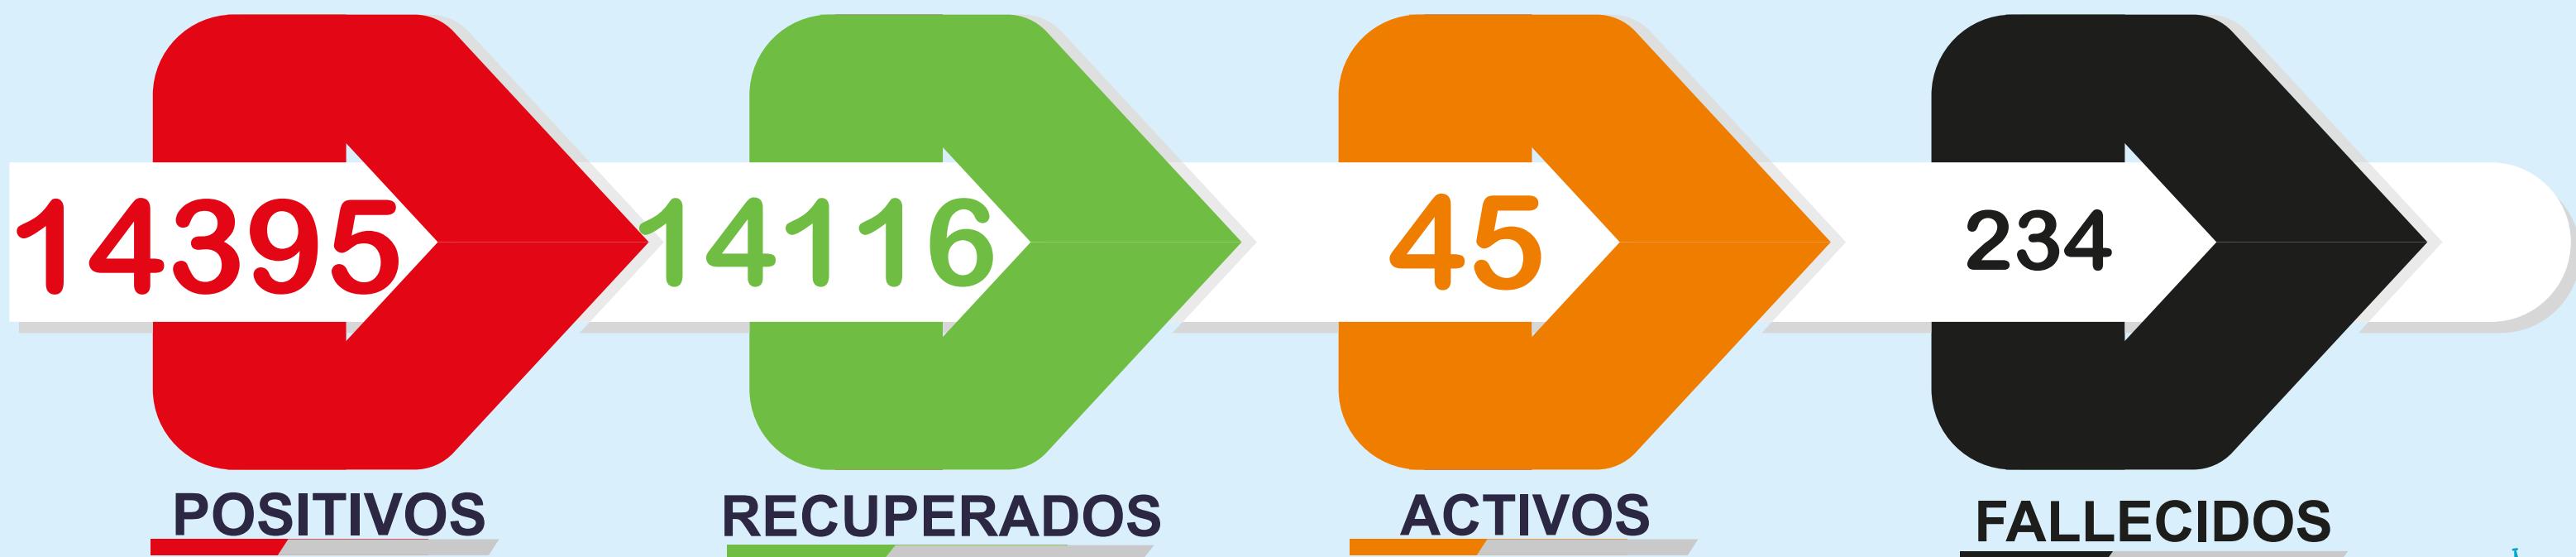 14395
14116
45
234
POSITIVOS
RECUPERADOS
ACTIVOS
FALLECIDOS